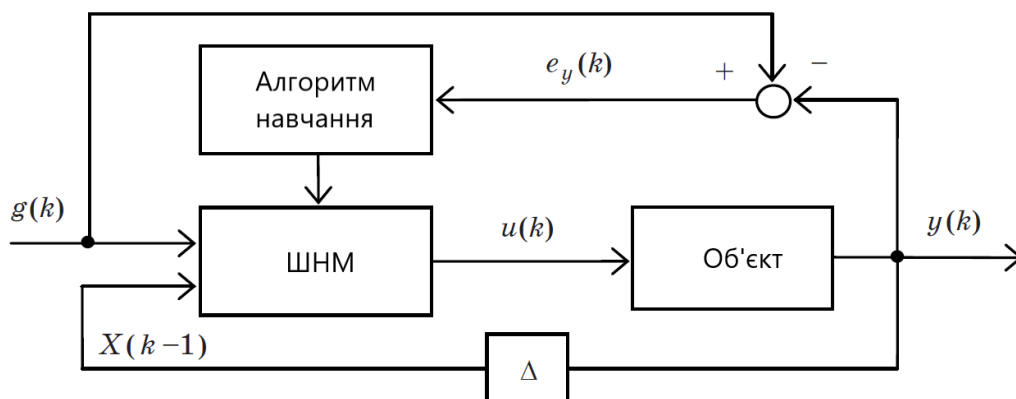 e_y(k)
+
−
Алгоритм
навчання
g(k)
ШНМ
u(k)
Об'єкт
y(k)
X(k−1)
Δ